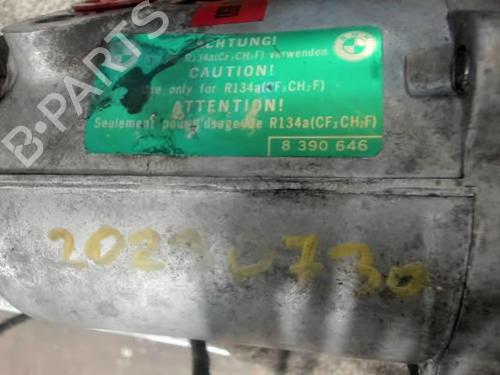 ACHTUNG!
R134a(CF₃CH₂F) verwenden
CAUTION!
use only for R134a(CF₃CH₂F)
ATTENTION!
Seulement pour l'usage de R134a(CF₃CH₂F)
8 390 646
B-PARTS